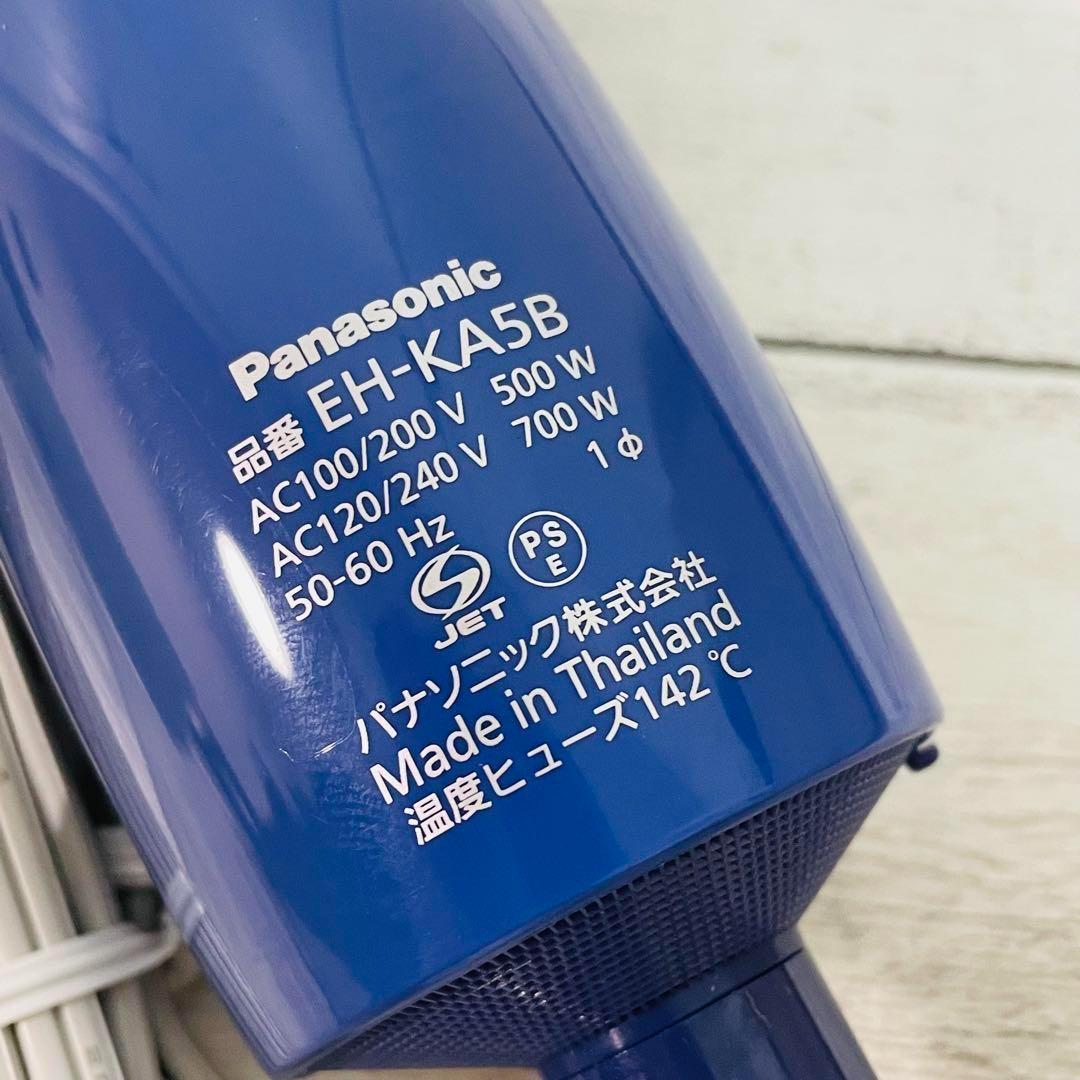 Panasonic
品番 EH-KA5B
AC100/200 V 500 W
AC120/240 V 700 W
50-60 Hz 1 ϕ
JET
PS
E
パナソニック株式会社
Made in Thailand
温度ヒューズ142 ℃